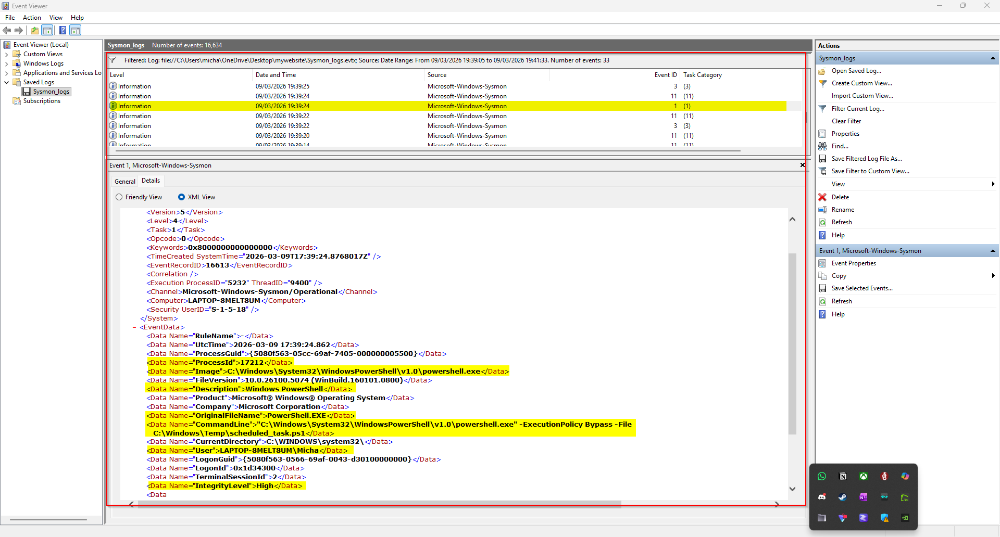 Event Viewer
File Action View Help
Event Viewer (Local)
Custom Views
Windows Logs
Applications and Services Lo
Saved Logs
Sysmon_logs
Subscriptions
Sysmon_logs Number of events: 16,634
Filtered: Log: file://C:\Users\micha\OneDrive\Desktop\mywebsite\Sysmon_logs.evtx; Source: Date Range: From 09/03/2026 19:39:05 to 09/03/2026 19:41:33. Number of events: 33
Level Date and Time Source Event ID Task Category
Information 09/03/2026 19:39:25 Microsoft-Windows-Sysmon 3 (3)
Information 09/03/2026 19:39:24 Microsoft-Windows-Sysmon 11 (11)
Information 09/03/2026 19:39:24 Microsoft-Windows-Sysmon 1 (1)
Information 09/03/2026 19:39:22 Microsoft-Windows-Sysmon 11 (11)
Information 09/03/2026 19:39:22 Microsoft-Windows-Sysmon 3 (3)
Information 09/03/2026 19:39:20 Microsoft-Windows-Sysmon 11 (11)
Information 09/03/2026 19:39:14 Microsoft-Windows-Sysmon 11 (11)
Event 1, Microsoft-Windows-Sysmon
General Details
Friendly View XML View
<Version>5</Version>
<Level>4</Level>
<Task>1</Task>
<Opcode>0</Opcode>
<Keywords>0x8000000000000000</Keywords>
<TimeCreated SystemTime="2026-03-09T17:39:24.8768017Z" />
<EventRecordID>16613</EventRecordID>
<Correlation />
<Execution ProcessID="5232" ThreadID="9400" />
<Channel>Microsoft-Windows-Sysmon/Operational</Channel>
<Computer>LAPTOP-8MELT8UM</Computer>
<Security UserID="S-1-5-18" />
</System>
– <EventData>
<Data Name="RuleName">-</Data>
<Data Name="UtcTime">2026-03-09 17:39:24.862</Data>
<Data Name="ProcessGuid">{5080f563-05cc-69af-7405-000000005500}</Data>
<Data Name="ProcessId">17212</Data>
<Data Name="Image">C:\Windows\System32\WindowsPowerShell\v1.0\powershell.exe</Data>
<Data Name="FileVersion">10.0.26100.5074 (WinBuild.160101.0800)</Data>
<Data Name="Description">Windows PowerShell</Data>
<Data Name="Product">Microsoft® Windows® Operating System</Data>
<Data Name="Company">Microsoft Corporation</Data>
<Data Name="OriginalFileName">PowerShell.EXE</Data>
<Data Name="CommandLine">"C:\Windows\System32\WindowsPowerShell\v1.0\powershell.exe" -ExecutionPolicy Bypass -File
C:\Windows\Temp\scheduled_task.ps1</Data>
<Data Name="CurrentDirectory">C:\WINDOWS\system32\</Data>
<Data Name="User">LAPTOP-8MELT8UM\Micha</Data>
<Data Name="LogonGuid">{5080f563-0566-69af-0043-d30100000000}</Data>
<Data Name="LogonId">0x1d34300</Data>
<Data Name="TerminalSessionId">2</Data>
<Data Name="IntegrityLevel">High</Data>
<Data
Actions
Sysmon_logs
Open Saved Log...
Create Custom View...
Import Custom View...
Filter Current Log...
Clear Filter
Properties
Find...
Save Filtered Log File As...
Save Filter to Custom View...
View
Delete
Rename
Refresh
Help
Event 1, Microsoft-Windows-Sysmon
Event Properties
Copy
Save Selected Events...
Refresh
Help